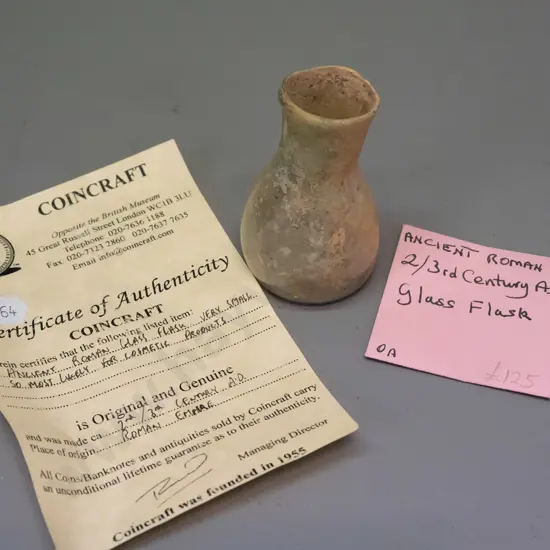 COINCRAFT
Opposite the British Museum
45 Great Russell Street London WC1B 3LU
Telephone 020-7636 1188
Fax 020-7323 2860 020-7637 7635
Email info@coincraft.com
54
Certificate of Authenticity
COINCRAFT
certifies that the following listed item:
ANCIENT ROMAN GLASS FLASK. VERY SMALL
SO MOST LIKELY FOR COSMETIC PRODUCTS
is Original and Genuine
and was made ca 2nd/3rd CENTURY A.D.
Place of origin ROMAN EMPIRE
All Coins/Banknotes and antiquities sold by Coincraft carry
an unconditional lifetime guarantee as to their authenticity.
Managing Director
Coincraft was founded in 1955
ANCIENT ROMAN
2/3rd Century
Glass Flask
OA
£125